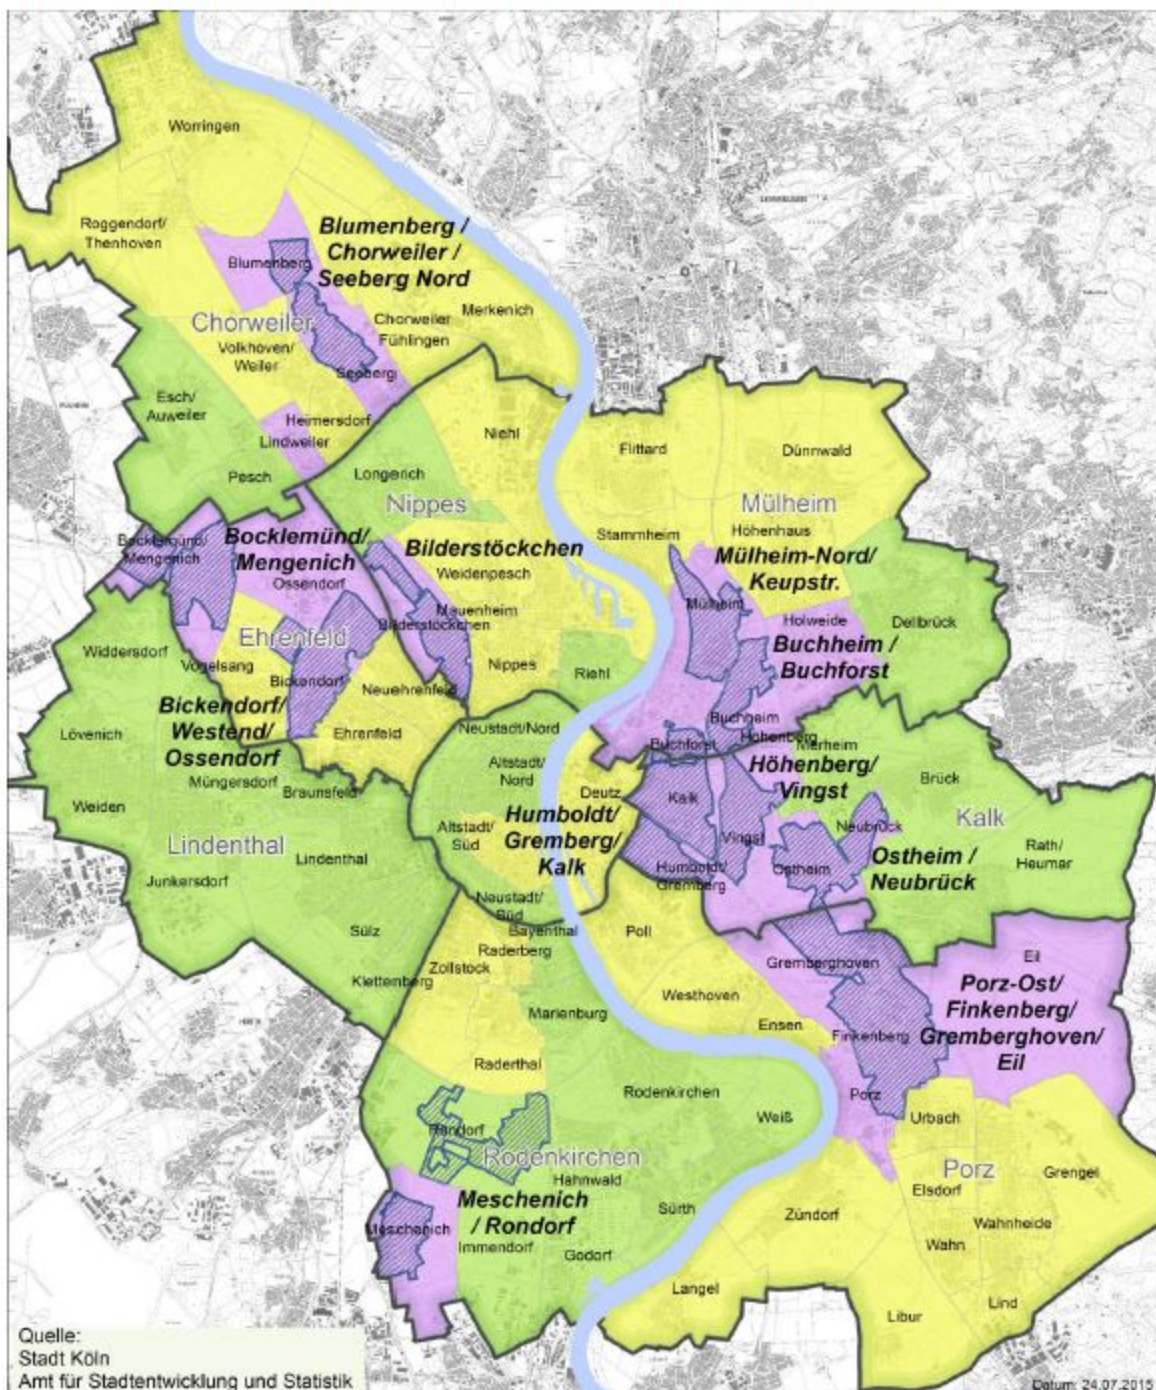 Worringen
Roggendorf/
Thenhoven
Blumenberg /
Chorweiler /
Seeberg Nord
Blumenberg
Chorweiler
Volkhoven/
Weiler
Chorweiler
Fühlingen
Merkenich
Seeberg
Esch/
Auweiler
Heimersdorf
Lindweiler
Pesch
Niehl
Longerich
Nippes
Flittard
Dünnwald
Mülheim
Höhenhaus
Stammheim
Bocklemünd/
Mengenich
Bocklemünd/
Mengenich
Ossendorf
Bilderstöckchen
Weidenpesch
Mauenheim
Bilderstöckchen
Mülheim-Nord/
Keupstr.
Mülheim
Holweide
Dellbrück
Buchheim /
Buchforst
Widdersdorf
Ehrenfeld
Vogelsang
Bickendorf
Neuehrenfeld
Nippes
Riehl
Bickendorf/
Westend/
Ossendorf
Lövenich
Ehrenfeld
Neustadt/Nord
Buchheim
Höhenberg
Buchforst
Merheim
Müngersdorf
Braunsfeld
Altstadt/
Nord
Deutz
Kalk
Höhenberg/
Vingst
Brück
Weiden
Kalk
Humboldt/
Gremberg/
Kalk
Altstadt/
Süd
Vingst
Neubrück
Rath/
Heumar
Lindenthal
Lindenthal
Junkersdorf
Humboldt/
Gremberg
Ostheim
Ostheim /
Neubrück
Neustadt/
Süd
Sülz
Bayenthal
Raderberg
Zollstock
Klettenberg
Poll
Gremberghoven
Eil
Westhoven
Porz-Ost/
Finkenberg/
Gremberghoven/
Eil
Marienburg
Ensen
Finkenberg
Raderthal
Rodenkirchen
Porz
Weiß
Urbach
Rondorf
Rodenkirchen
Hahnwald
Porz
Grengel
Elsdorf
Meschenich
/ Rondorf
Meschenich
Sürth
Zündorf
Wahnheide
Wahn
Immendorf
Godorf
Langel
Libur
Lind
Quelle:
Stadt Köln
Amt für Stadtentwicklung und Statistik
Datum: 24.07.2015